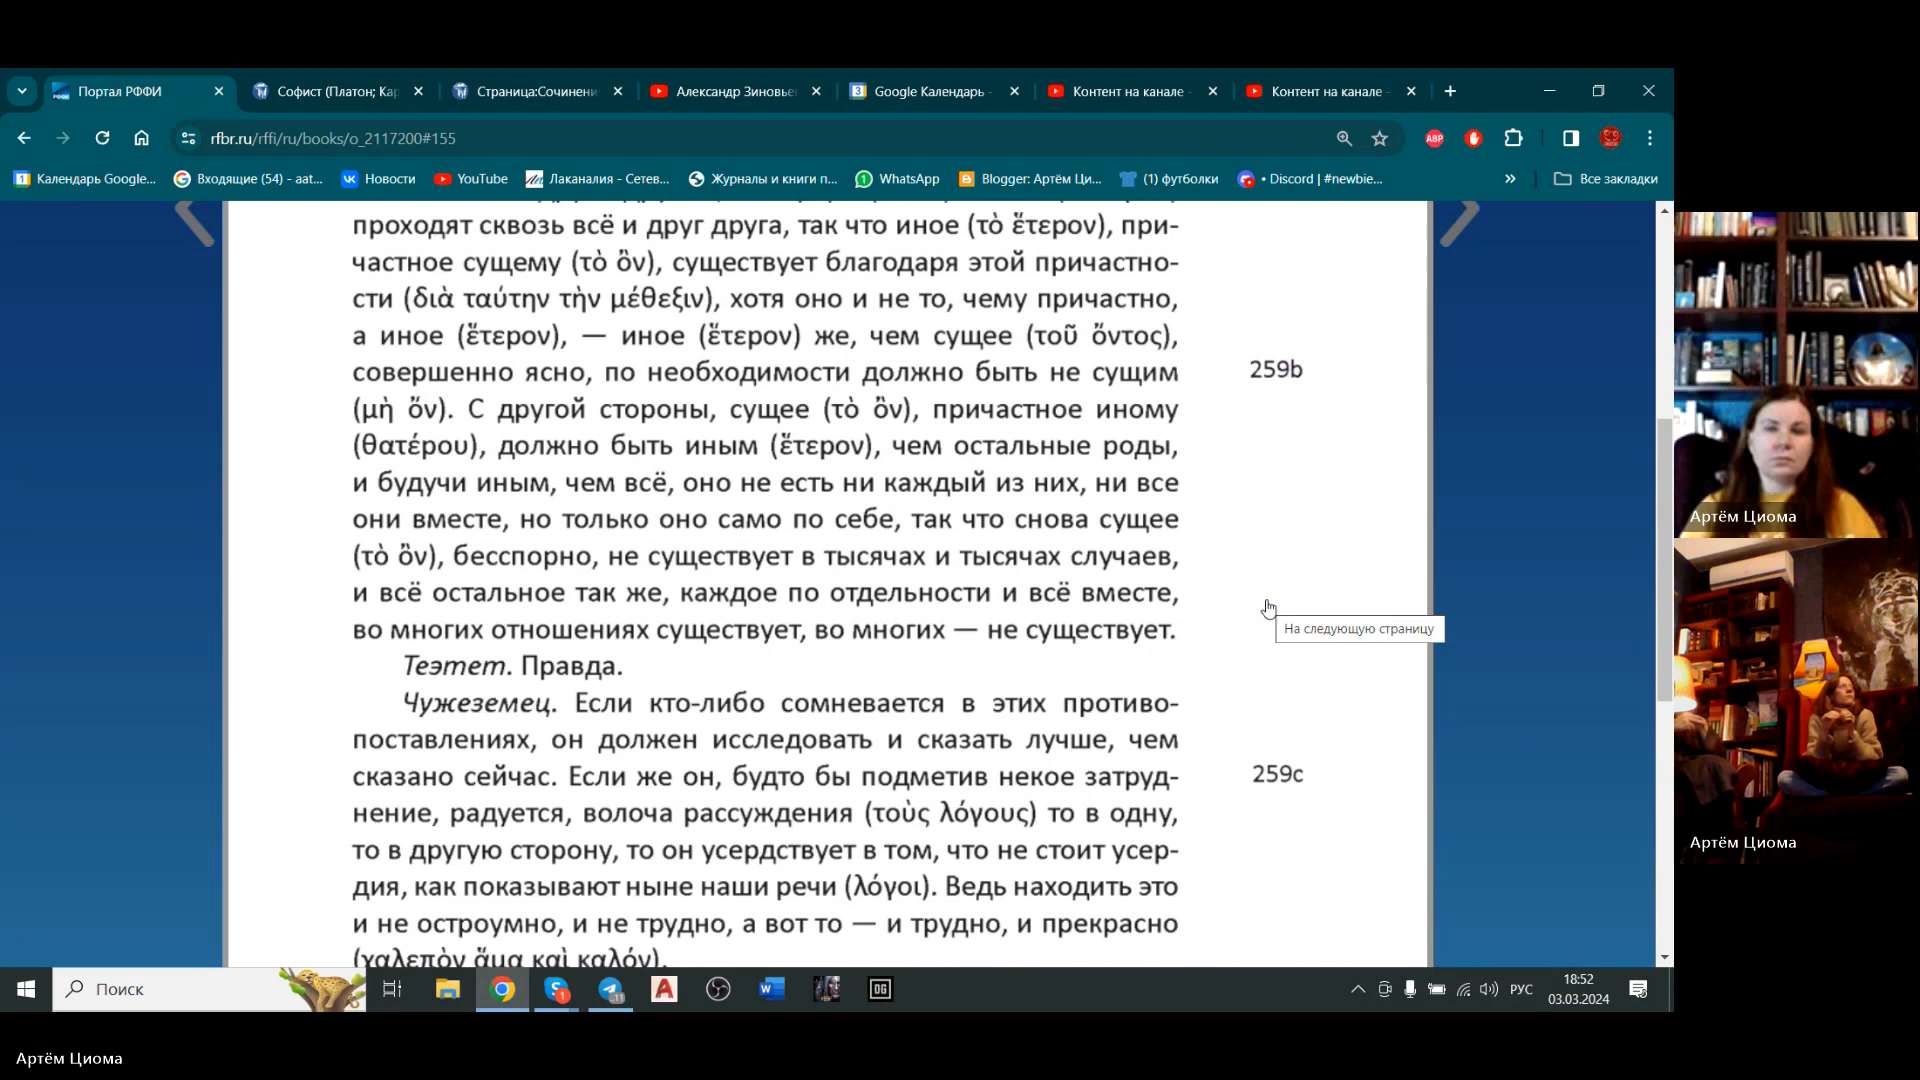 Портал РФФИ
Софист (Платон; Кар
Страница:Сочинени
Александр Зиновье
Google Календарь -
Контент на канале -
Контент на канале -
rfbr.ru/rffi/ru/books/o_2117200#155
ABP
Календарь Google...
Входящие (54) - aat...
Новости
YouTube
Лаканалия - Сетев...
Журналы и книги п...
WhatsApp
Blogger: Артём Ци...
(1) футболки
• Discord | #newbie...
Все закладки
проходят сквозь всё и друг друга, так что иное (τὸ ἕτερον), при-
частное сущему (τὸ ὂν), существует благодаря этой причастно-
сти (διὰ ταύτην τὴν μέθεξιν), хотя оно и не то, чему причастно,
а иное (ἕτερον), — иное (ἕτερον) же, чем сущее (τοῦ ὄντος),
совершенно ясно, по необходимости должно быть не сущим
259b
(μὴ ὄν). С другой стороны, сущее (τὸ ὂν), причастное иному
(θατέρου), должно быть иным (ἕτερον), чем остальные роды,
и будучи иным, чем всё, оно не есть ни каждый из них, ни все
они вместе, но только оно само по себе, так что снова сущее
(τὸ ὂν), бесспорно, не существует в тысячах и тысячах случаев,
и всё остальное так же, каждое по отдельности и всё вместе,
во многих отношениях существует, во многих — не существует.
На следующую страницу
Теэтет. Правда.
Чужеземец. Если кто-либо сомневается в этих противо-
поставлениях, он должен исследовать и сказать лучше, чем
сказано сейчас. Если же он, будто бы подметив некое затруд-
259c
нение, радуется, волоча рассуждения (τοὺς λόγους) то в одну,
то в другую сторону, то он усердствует в том, что не стоит усер-
дия, как показывают ныне наши речи (λόγοι). Ведь находить это
и не остроумно, и не трудно, а вот то — и трудно, и прекрасно
(χαλεπὸν ἅμα καὶ καλόν).
Артём Циома
Артём Циома
Поиск
РУС
18:52
03.03.2024
Артём Циома